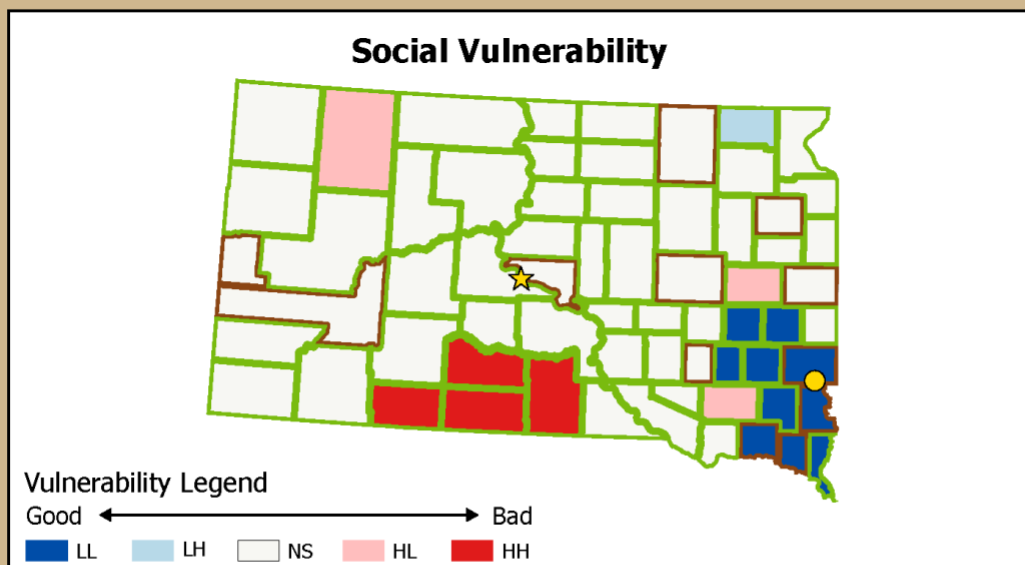 Social Vulnerability
Vulnerability Legend
Good Bad
LL LH NS HL HH